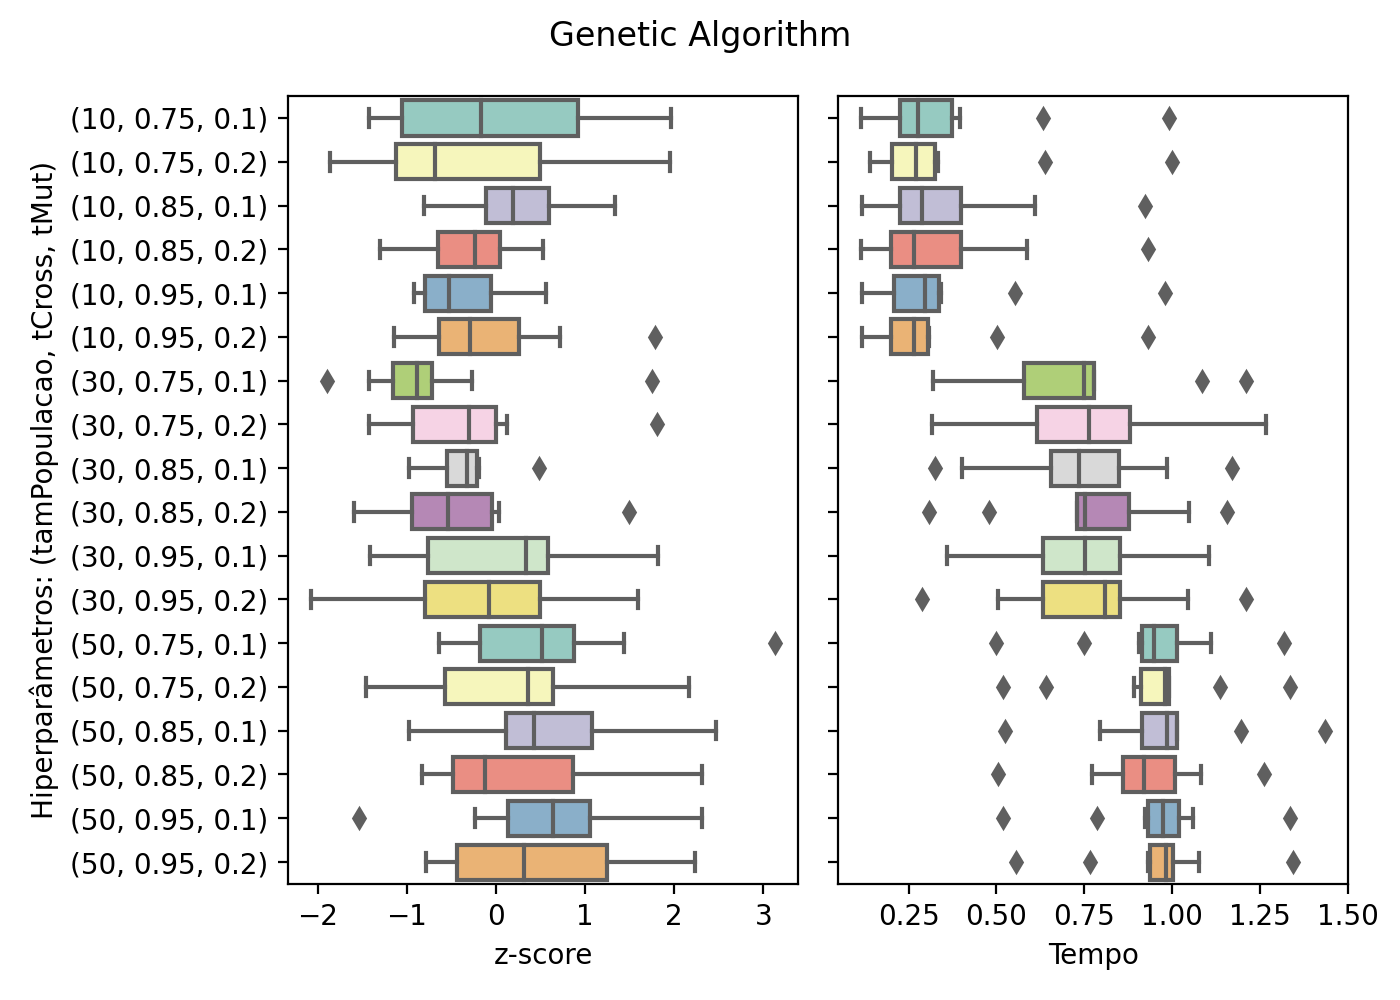 Genetic Algorithm
Hiperparâmetros: (tamPopulacao, tCross, tMut)
(10, 0.75, 0.1)
(10, 0.75, 0.2)
(10, 0.85, 0.1)
(10, 0.85, 0.2)
(10, 0.95, 0.1)
(10, 0.95, 0.2)
(30, 0.75, 0.1)
(30, 0.75, 0.2)
(30, 0.85, 0.1)
(30, 0.85, 0.2)
(30, 0.95, 0.1)
(30, 0.95, 0.2)
(50, 0.75, 0.1)
(50, 0.75, 0.2)
(50, 0.85, 0.1)
(50, 0.85, 0.2)
(50, 0.95, 0.1)
(50, 0.95, 0.2)
−2 −1 0 1 2 3
z-score
0.25 0.50 0.75 1.00 1.25 1.50
Tempo